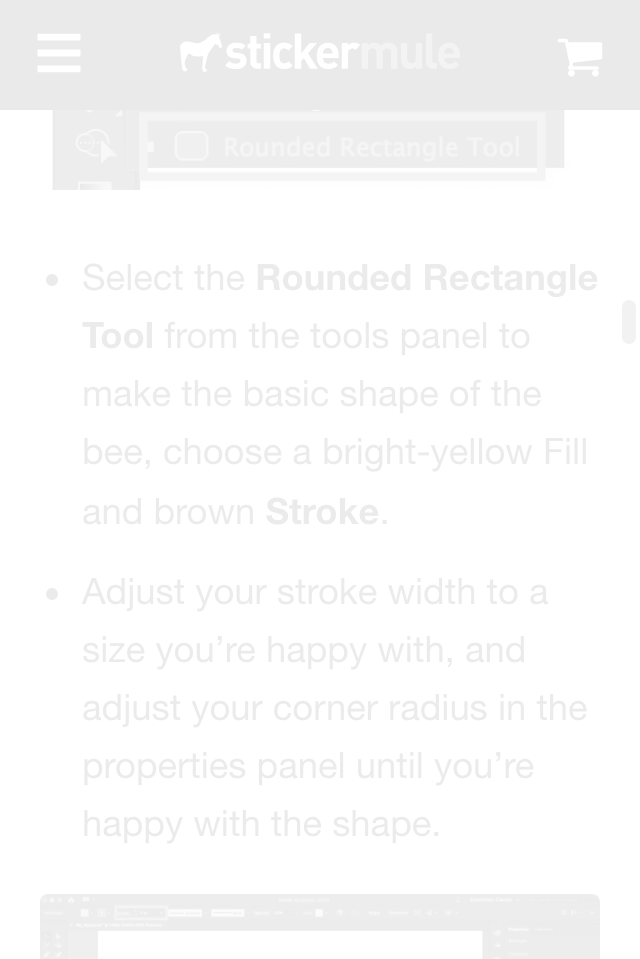 stickermule
Rounded Rectangle Tool
Select the Rounded Rectangle
Tool from the tools panel to
make the basic shape of the
bee, choose a bright-yellow Fill
and brown Stroke.
Adjust your stroke width to a
size you’re happy with, and
adjust your corner radius in the
properties panel until you’re
happy with the shape.